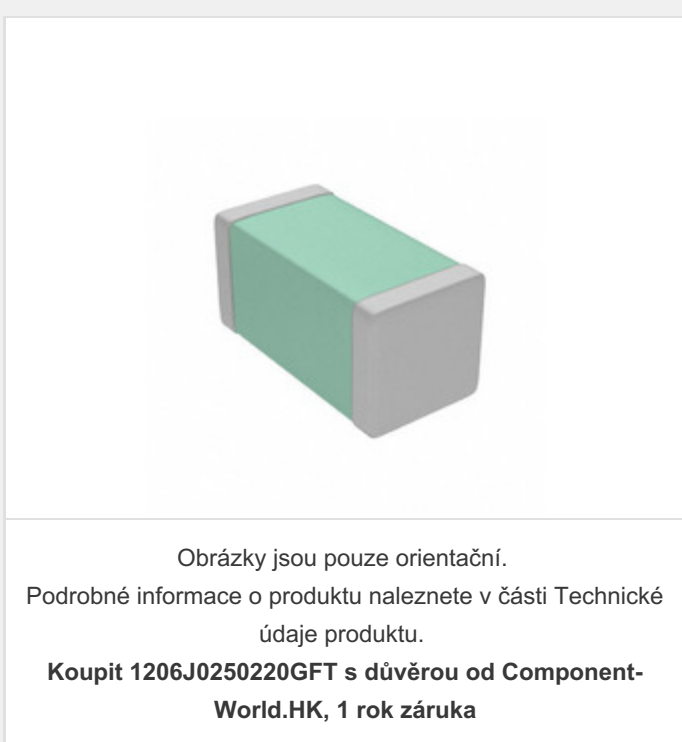 Obrázky jsou pouze orientační.
Podrobné informace o produktu naleznete v části Technické
údaje produktu.
Koupit 1206J0250220GFT s důvěrou od Component-
World.HK, 1 rok záruka